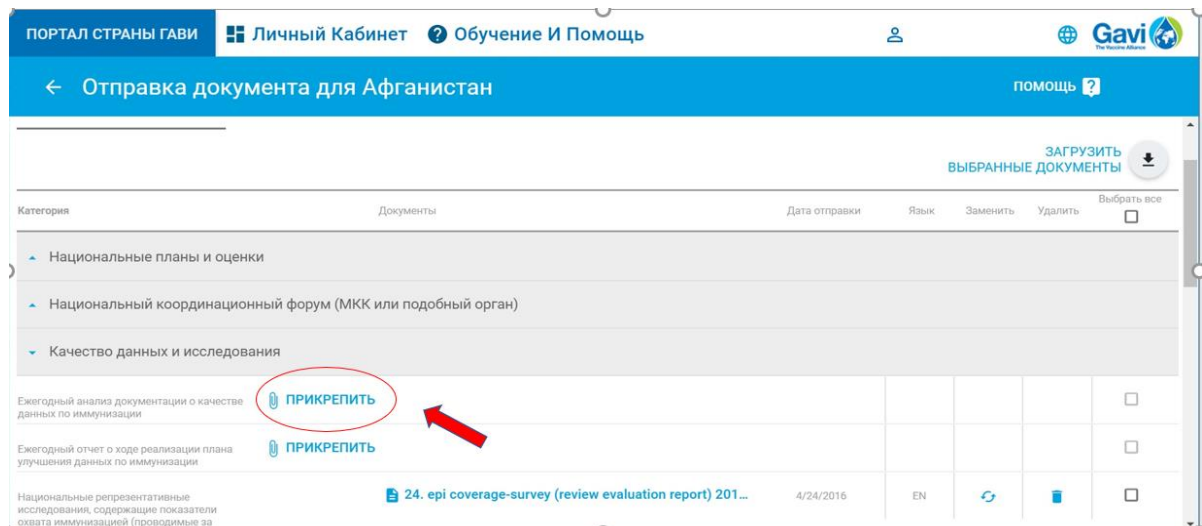 ПОРТАЛ СТРАНЫ ГАВИ Личный Кабинет Обучение И Помощь Gavi
The Vaccine Alliance
Отправка документа для Афганистан ПОМОЩЬ
ЗАГРУЗИТЬ
ВЫБРАННЫЕ ДОКУМЕНТЫ
Категория Документы Дата отправки Язык Заменить Удалить Выбрать все
Национальные планы и оценки
Национальный координационный форум (МКК или подобный орган)
Качество данных и исследования
Ежегодный анализ документации о качестве
данных по иммунизации
ПРИКРЕПИТЬ
Ежегодный отчет о ходе реализации плана
улучшения данных по иммунизации
ПРИКРЕПИТЬ
Национальные репрезентативные
исследования, содержащие показатели
охвата иммунизацией (проводимые за
24. epi coverage-survey (review evaluation report) 201... 4/24/2016 EN